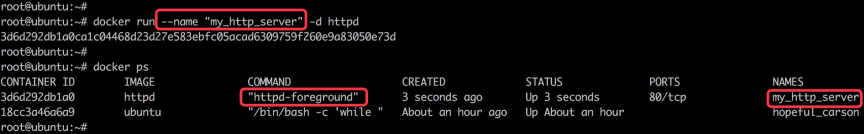 root@ubuntu:~#
root@ubuntu:~# docker run --name "my_http_server" -d httpd
3d6d292db1a0ca1c04468d23d27e583ebfc05acad6309759f260e9a83050e73d
root@ubuntu:~#
root@ubuntu:~# docker ps
CONTAINER ID IMAGE COMMAND CREATED STATUS PORTS NAMES
3d6d292db1a0 httpd "httpd-foreground" 3 seconds ago Up 3 seconds 80/tcp my_http_server
18cc3a46a6a9 ubuntu "/bin/bash -c 'while " About an hour ago Up About an hour hopeful_carson
root@ubuntu:~#